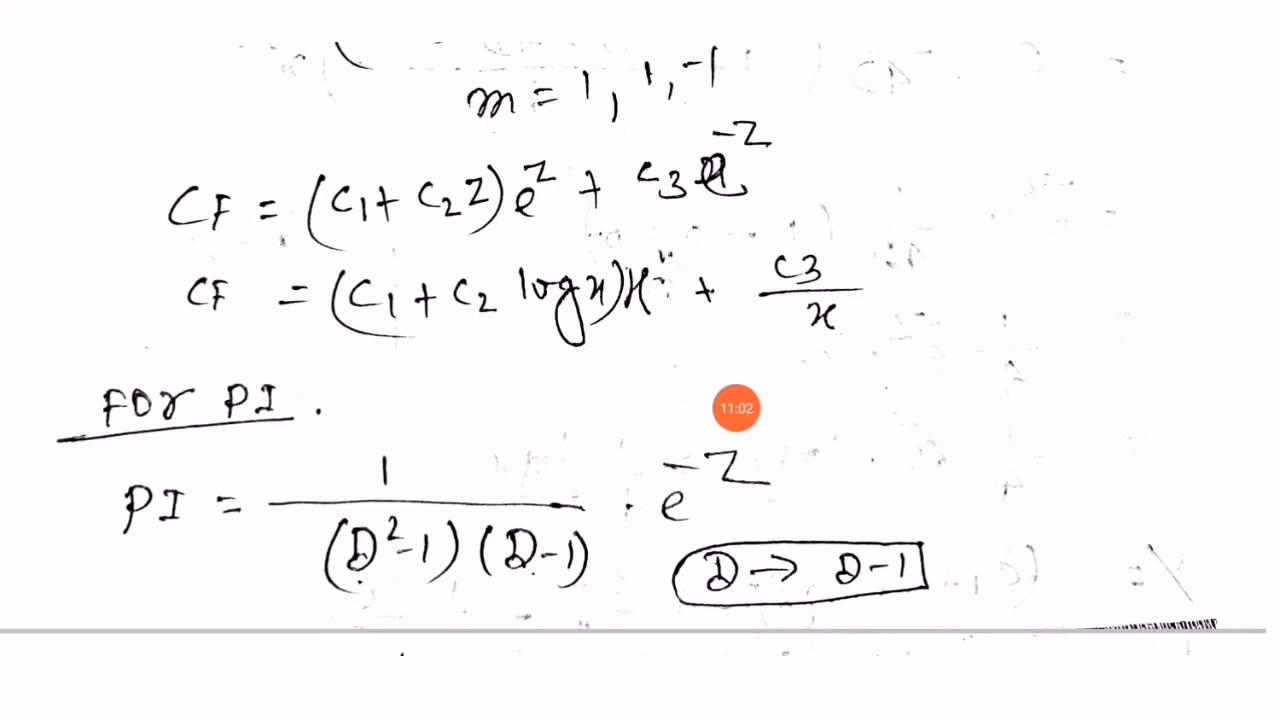 m = 1, 1, -1
CF = (C1 + C2 Z) e^Z + C3 e^-Z
CF = (C1 + C2 log x) x + C3/x
FOR PI.
11:02
PI = 1/((D^2-1)(D-1)) . e^-Z
D → D-1